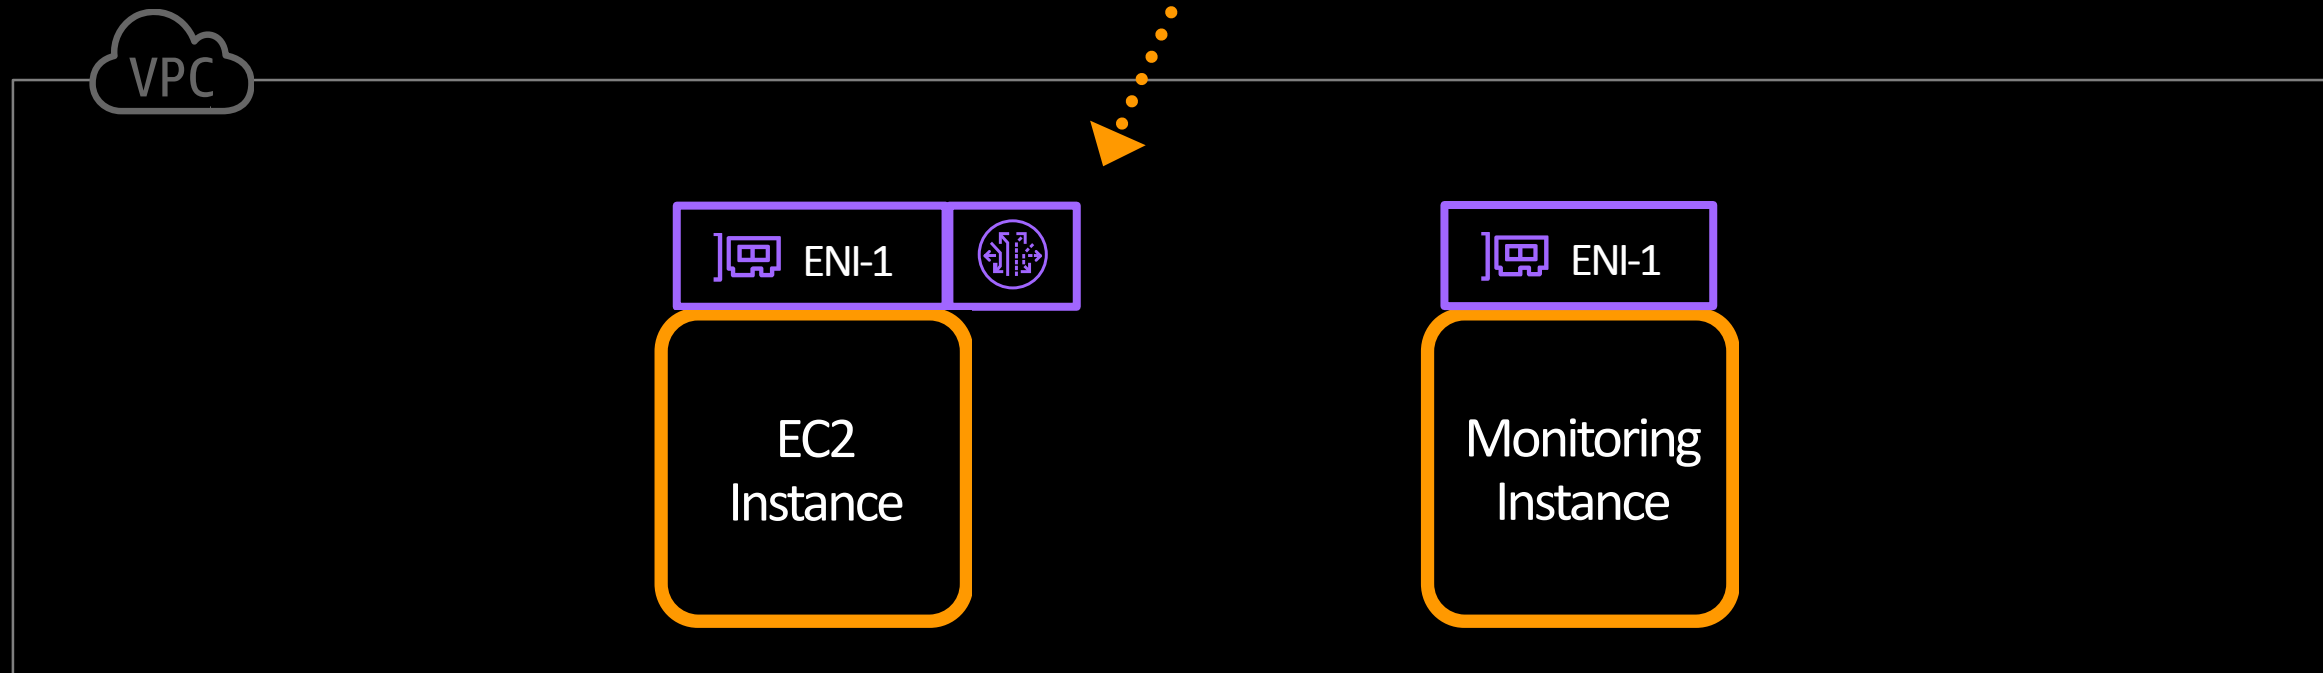 VPC
ENI-1
ENI-1
EC2
Instance
Monitoring
Instance